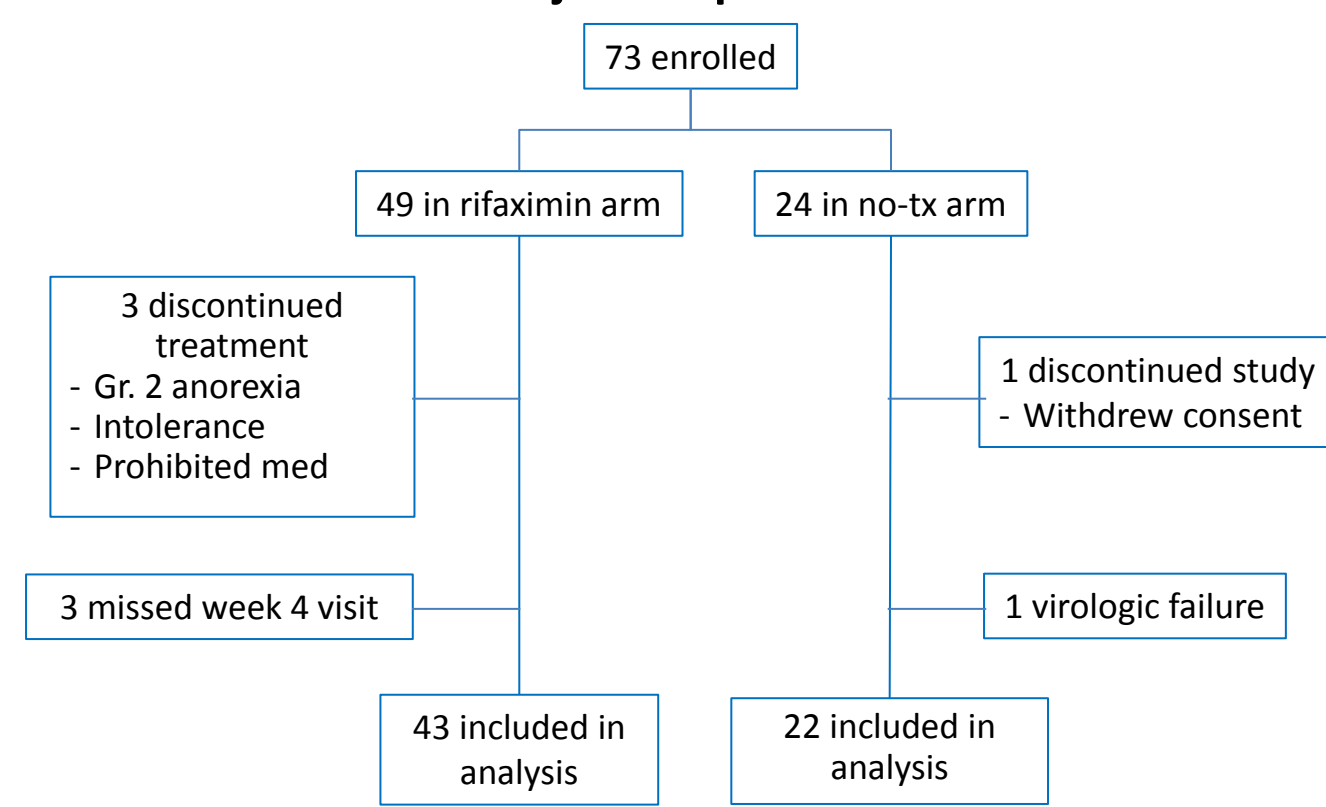 73 enrolled
49 in rifaximin arm
24 in no-tx arm
3 discontinued
treatment
- Gr. 2 anorexia
- Intolerance
- Prohibited med
1 discontinued study
- Withdrew consent
3 missed week 4 visit
1 virologic failure
43 included in
analysis
22 included in
analysis